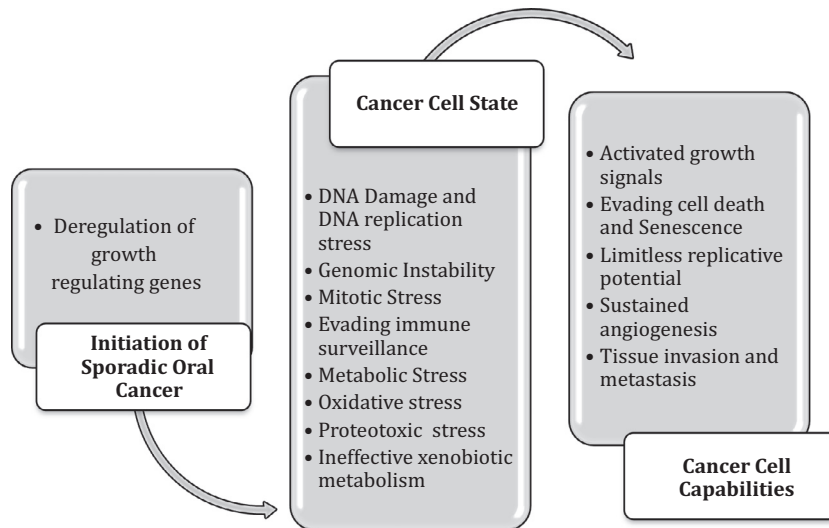 • Deregulation of
growth
regulating genes
Initiation of
Sporadic Oral
Cancer
Cancer Cell State
• DNA Damage and
DNA replication
stress
• Genomic Instability
• Mitotic Stress
• Evading immune
surveillance
• Metabolic Stress
• Oxidative stress
• Proteotoxic stress
• Ineffective xenobiotic
metabolism
• Activated growth
signals
• Evading cell death
and Senescence
• Limitless replicative
potential
• Sustained
angiogenesis
• Tissue invasion and
metastasis
Cancer Cell
Capabilities